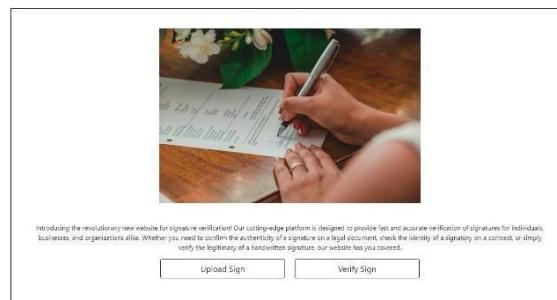 Introducing the revolutionary new website for signature verification! Our cutting-edge platform is designed to provide fast and accurate verification of signatures for individuals,
businesses, and organizations alike. Whether you need to confirm the authenticity of a signature on a legal document, check the identity of a signatory on a contract, or simply
verify the legitimacy of a handwritten signature, our website has you covered.
Upload Sign
Verify Sign